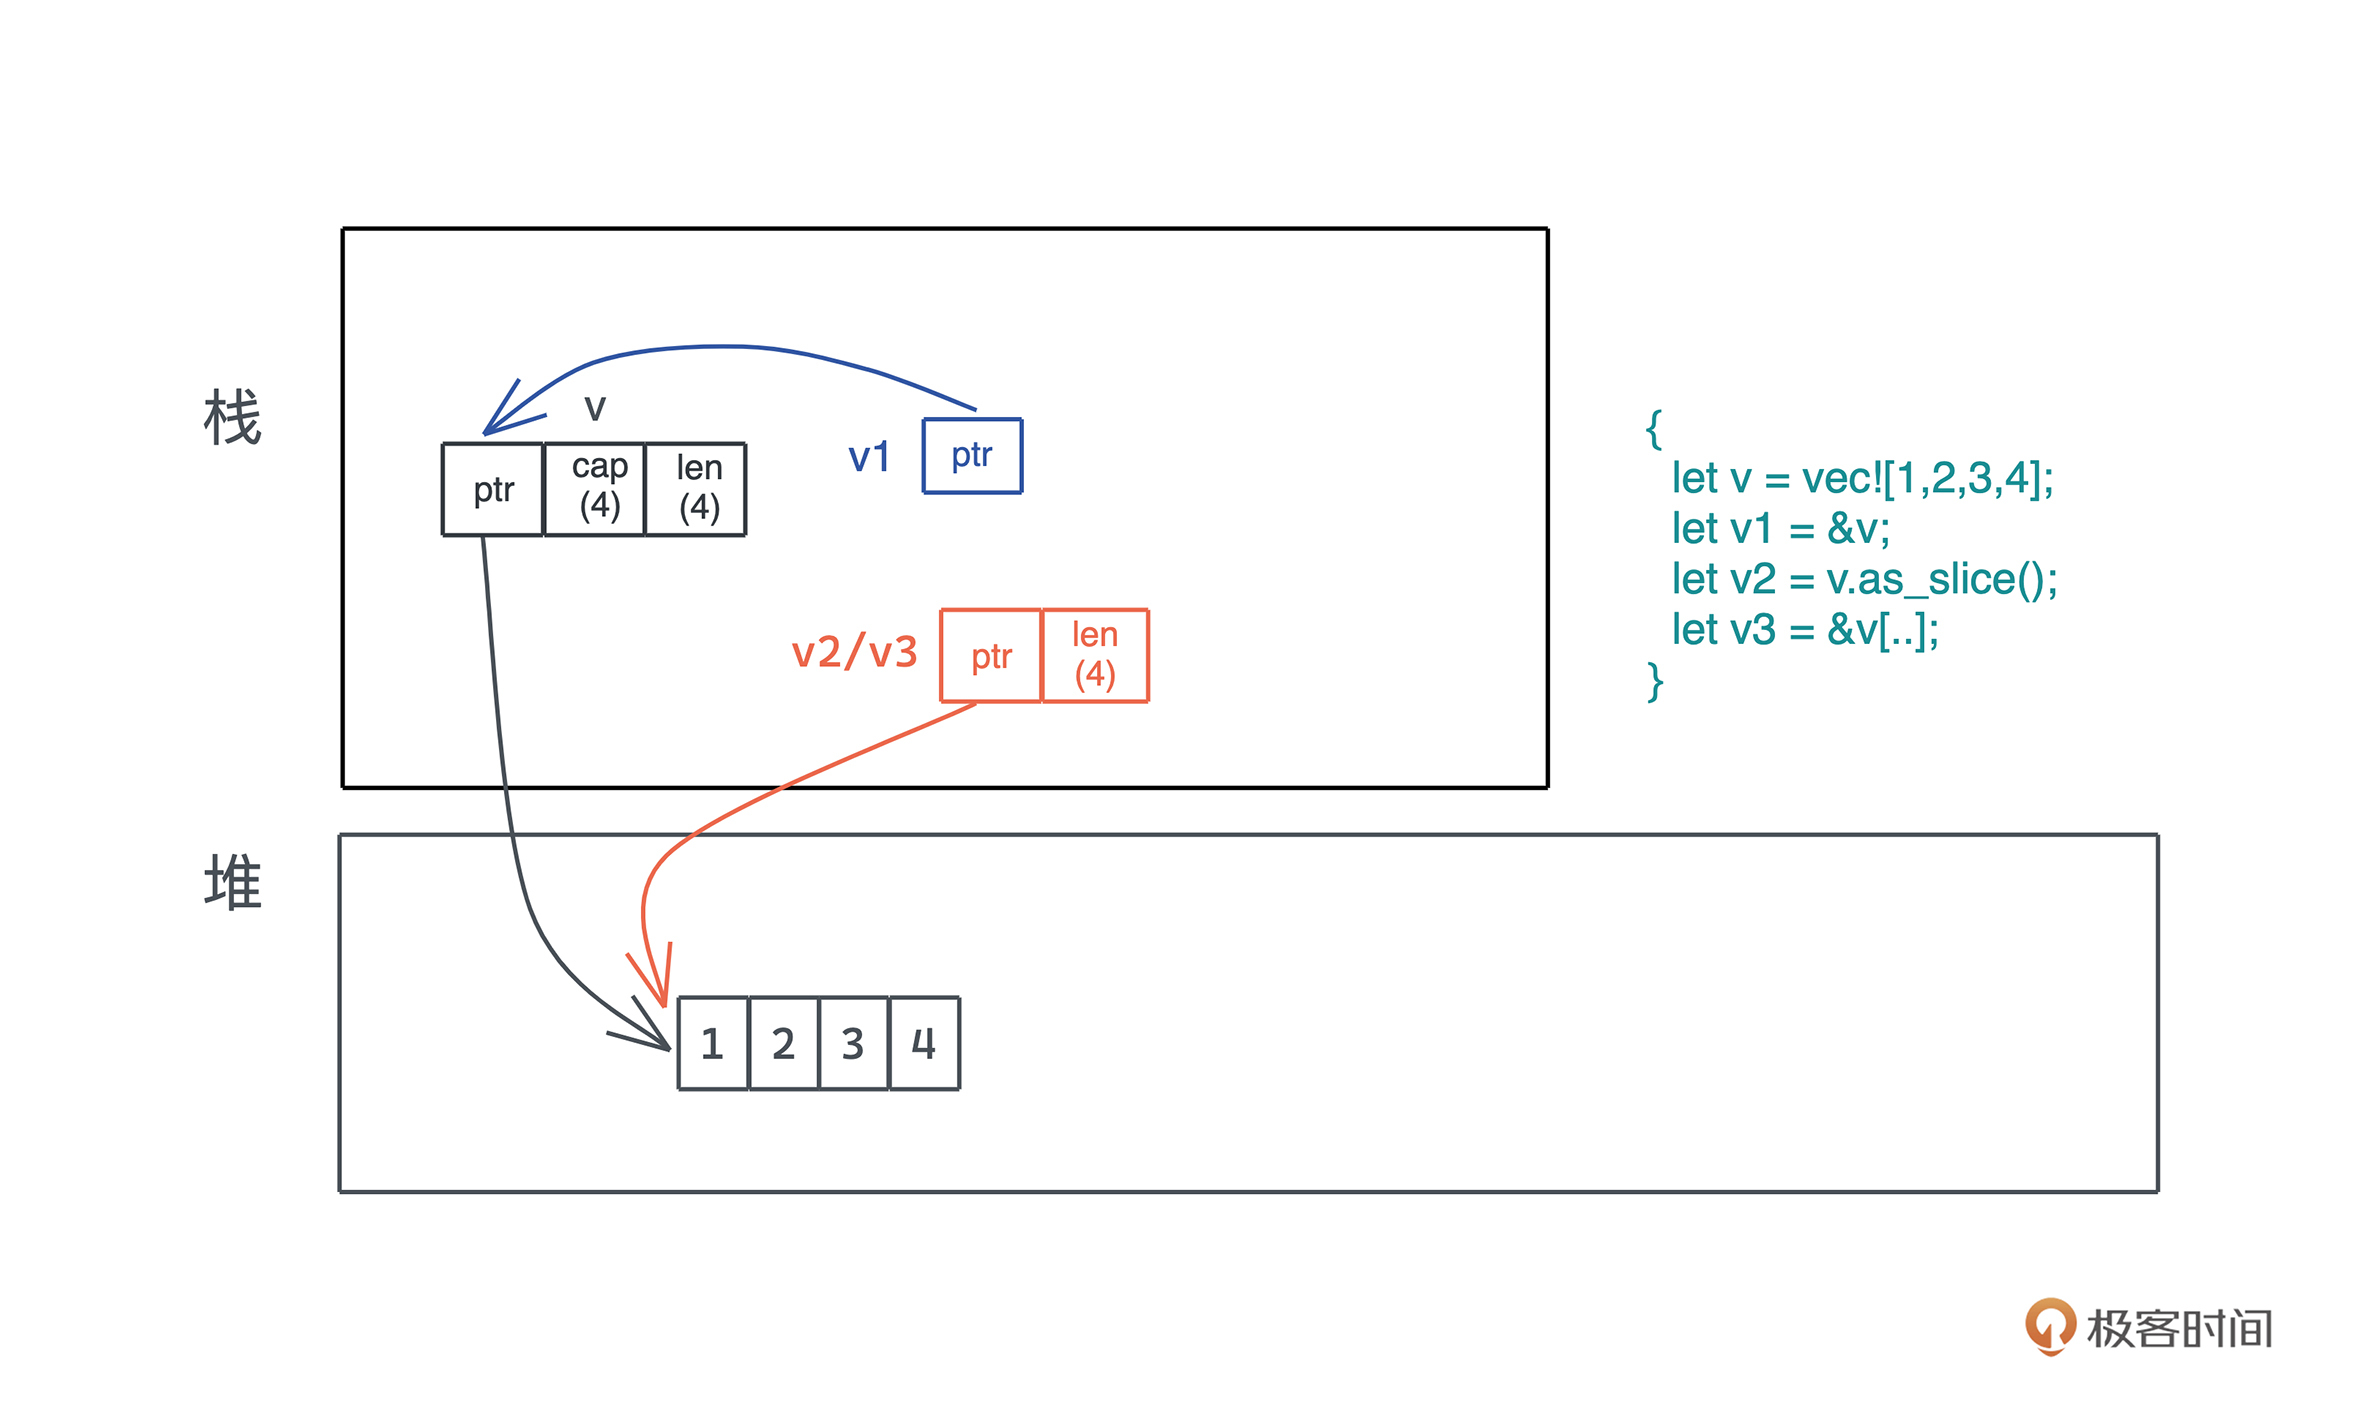 栈
v
ptr
cap
(4)
len
(4)
v1
ptr
v2/v3
ptr
len
(4)
{
let v = vec![1,2,3,4];
let v1 = &v;
let v2 = v.as_slice();
let v3 = &v[..];
}
堆
1 2 3 4
极客时间